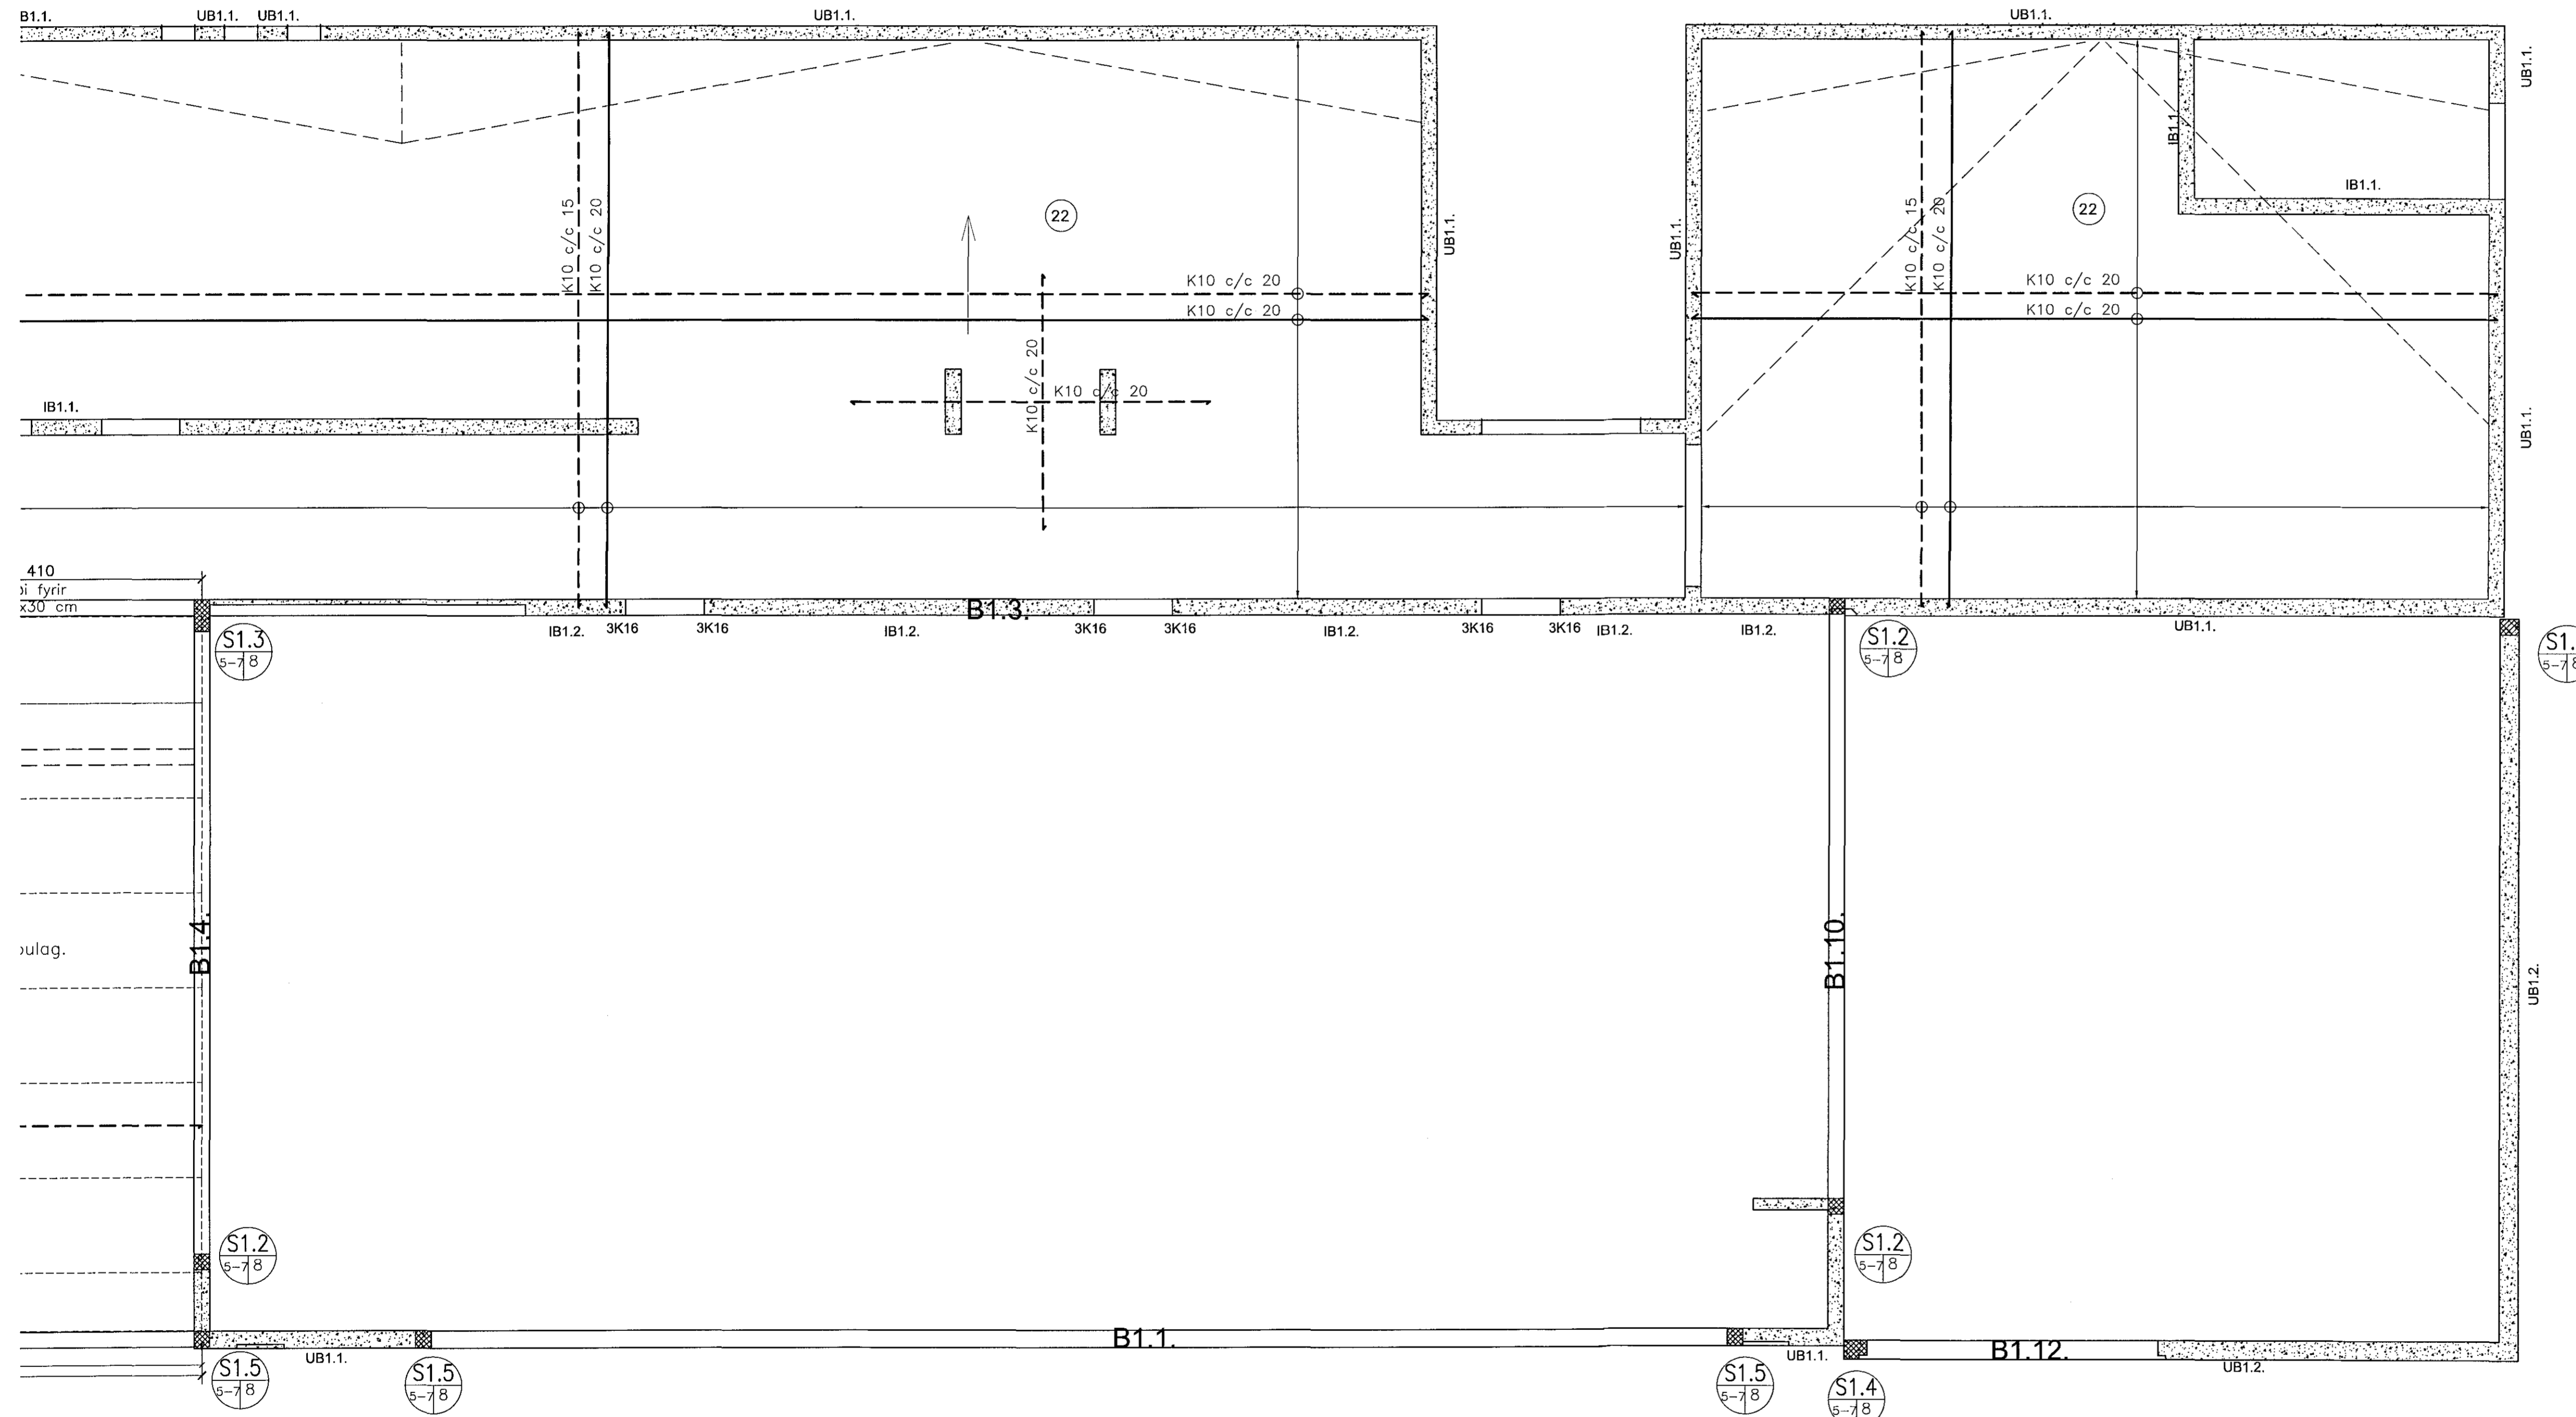 B1.1.
UB1.1.
UB1.1.
UB1.1.
UB1.1.
UB1.1.
IB1.1.
IB1.1.
K10 c/c 15
K10 c/c 20
22
UB1.1.
UB1.1.
K10 c/c 15
K10 c/c 20
22
K10 c/c 20
K10 c/c 20
K10 c/c 20
K10 c/c 20
K10 c/c 20
K10 c/c 20
IB1.1.
UB1.1.
410
fyrir
x30 cm
B1.3.
IB1.2.
3K16
3K16
IB1.2.
3K16
3K16
IB1.2.
3K16
3K16
IB1.2.
IB1.2.
UB1.1.
S1.3
5-7 8
S1.2
5-7 8
S1.
5-7 8
B1.4.
ulag.
B1.10.
UB1.2.
S1.2
5-7 8
S1.2
5-7 8
B1.1.
B1.12.
UB1.1.
UB1.1.
UB1.2.
S1.5
5-7 8
S1.5
5-7 8
S1.5
5-7 8
S1.4
5-7 8